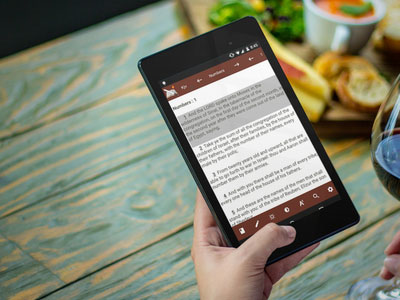 Numbers
Numbers : 1
1 And the LORD spake unto Moses in the
wilderness of Sinai, in the tabernacle of the
congregation, on the first day of the second month, in
the second year after they were come out of the land
of Egypt, saying,
2 Take ye the sum of all the congregation of the
children of Israel, after their families, by the house of
their fathers, with the number of their names, every
male by their polls;
3 From twenty years old and upward, all that are
able to go forth to war in Israel: thou and Aaron shall
number them by their armies.
4 And with you there shall be a man of every tribe;
every one head of the house of his fathers.
5 And these are the names of the men that shall
stand with you: of the tribe of Reuben; Elizur the son